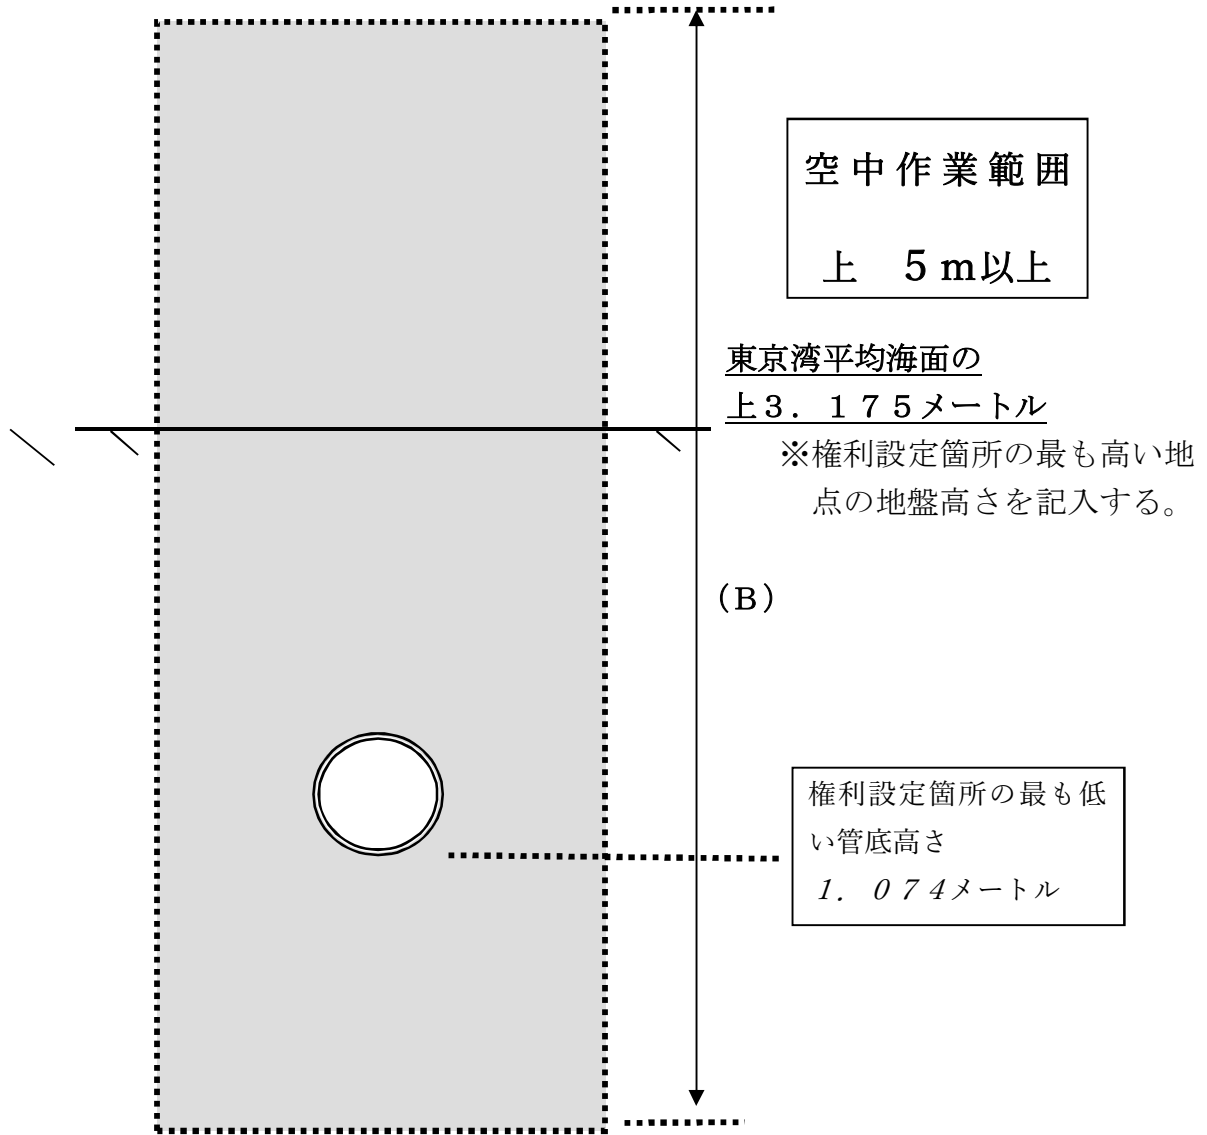 空中作業範囲
上　５ｍ以上
東京湾平均海面の
上３．１７５メートル
※権利設定箇所の最も高い地
点の地盤高さを記入する。
（Ｂ）
権利設定箇所の最も低
い管底高さ
１．０７４メートル